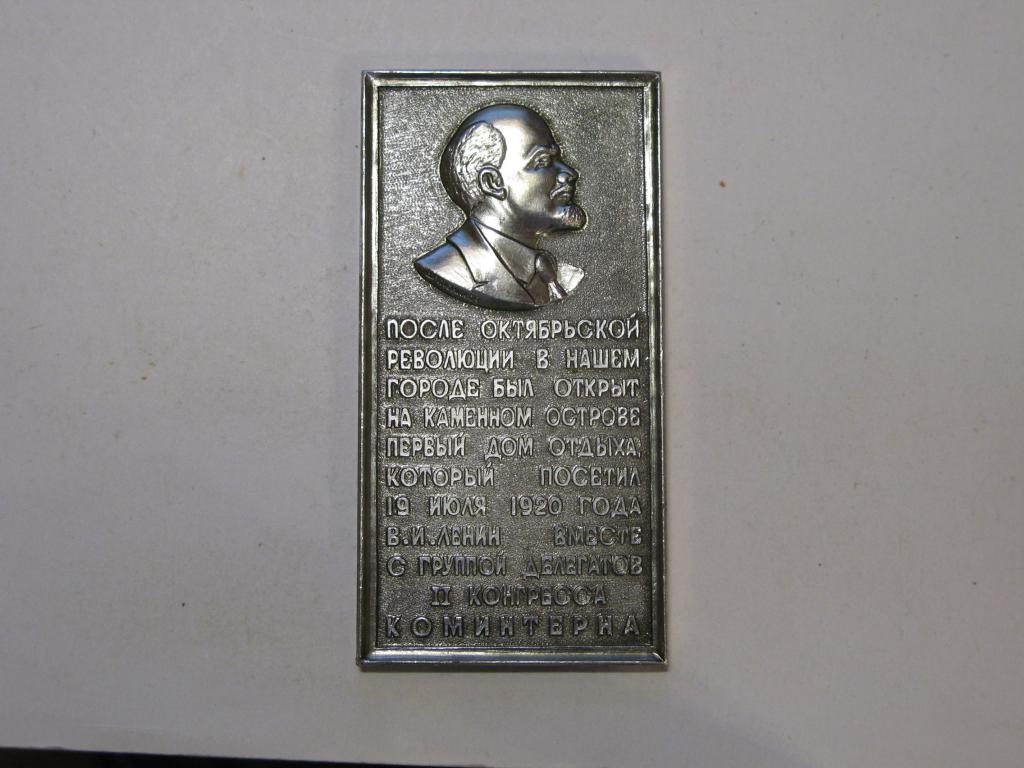 ПОСЛЕ ОКТЯБРЬСКОЙ
РЕВОЛЮЦИИ В НАШЕМ
ГОРОДЕ БЫЛ ОТКРЫТ
НА КАМЕННОМ ОСТРОВЕ
ПЕРВЫЙ ДОМ ОТДЫХА,
КОТОРЫЙ ПОСЕТИЛ
19 ИЮЛЯ 1920 ГОДА
В.И.ЛЕНИН ВМЕСТЕ
С ГРУППОЙ ДЕЛЕГАТОВ
II КОНГРЕССА
КОМИНТЕРНА